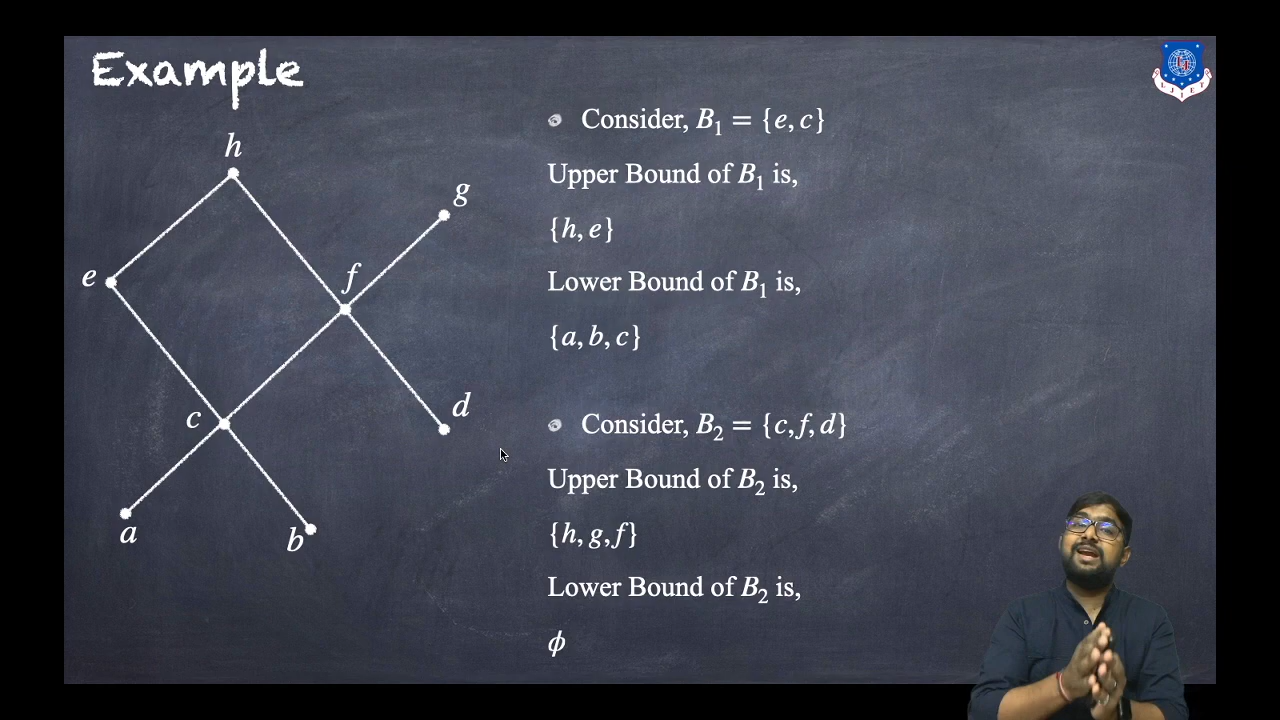 Example
h
g
e
f
c
d
a
b
Consider, B₁ = {e, c}
Upper Bound of B₁ is,
{h, e}
Lower Bound of B₁ is,
{a, b, c}
Consider, B₂ = {c, f, d}
Upper Bound of B₂ is,
{h, g, f}
Lower Bound of B₂ is,
ϕ